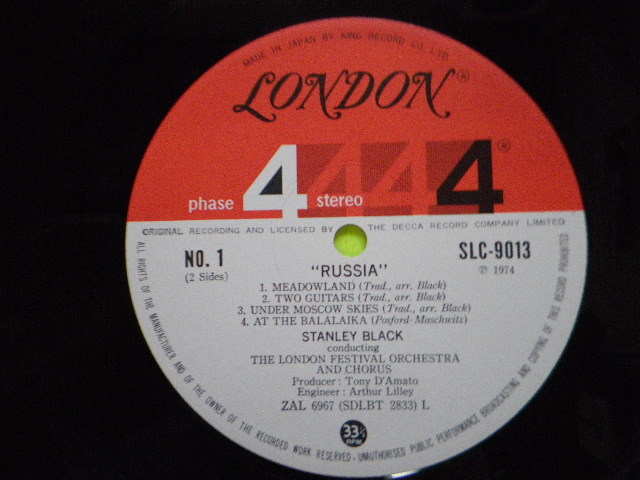 MADE IN JAPAN BY KING RECORD CO., LTD.
LONDON®
phase 4 stereo 4 4 4 ®
ORIGINAL RECORDING AND LICENSED BY THE DECCA RECORD COMPANY LIMITED
NO. 1
(2 Sides)
SLC-9013
℗ 1974
"RUSSIA"
1. MEADOWLAND (Trad., arr. Black)
2. TWO GUITARS (Trad., arr. Black)
3. UNDER MOSCOW SKIES (Trad., arr. Black)
4. AT THE BALALAIKA (Posford-Maschwitz)
STANLEY BLACK
conducting
THE LONDON FESTIVAL ORCHESTRA
AND CHORUS
Producer : Tony D'Amato
Engineer : Arthur Lilley
ZAL 6967 (SDLBT 2833) L
33⅓
RPM
ALL RIGHTS OF THE MANUFACTURER AND OF THE OWNER OF THE RECORDED WORK RESERVED · UNAUTHORISED PUBLIC PERFORMANCE BROADCASTING AND COPYING OF THIS RECORD PROHIBITED